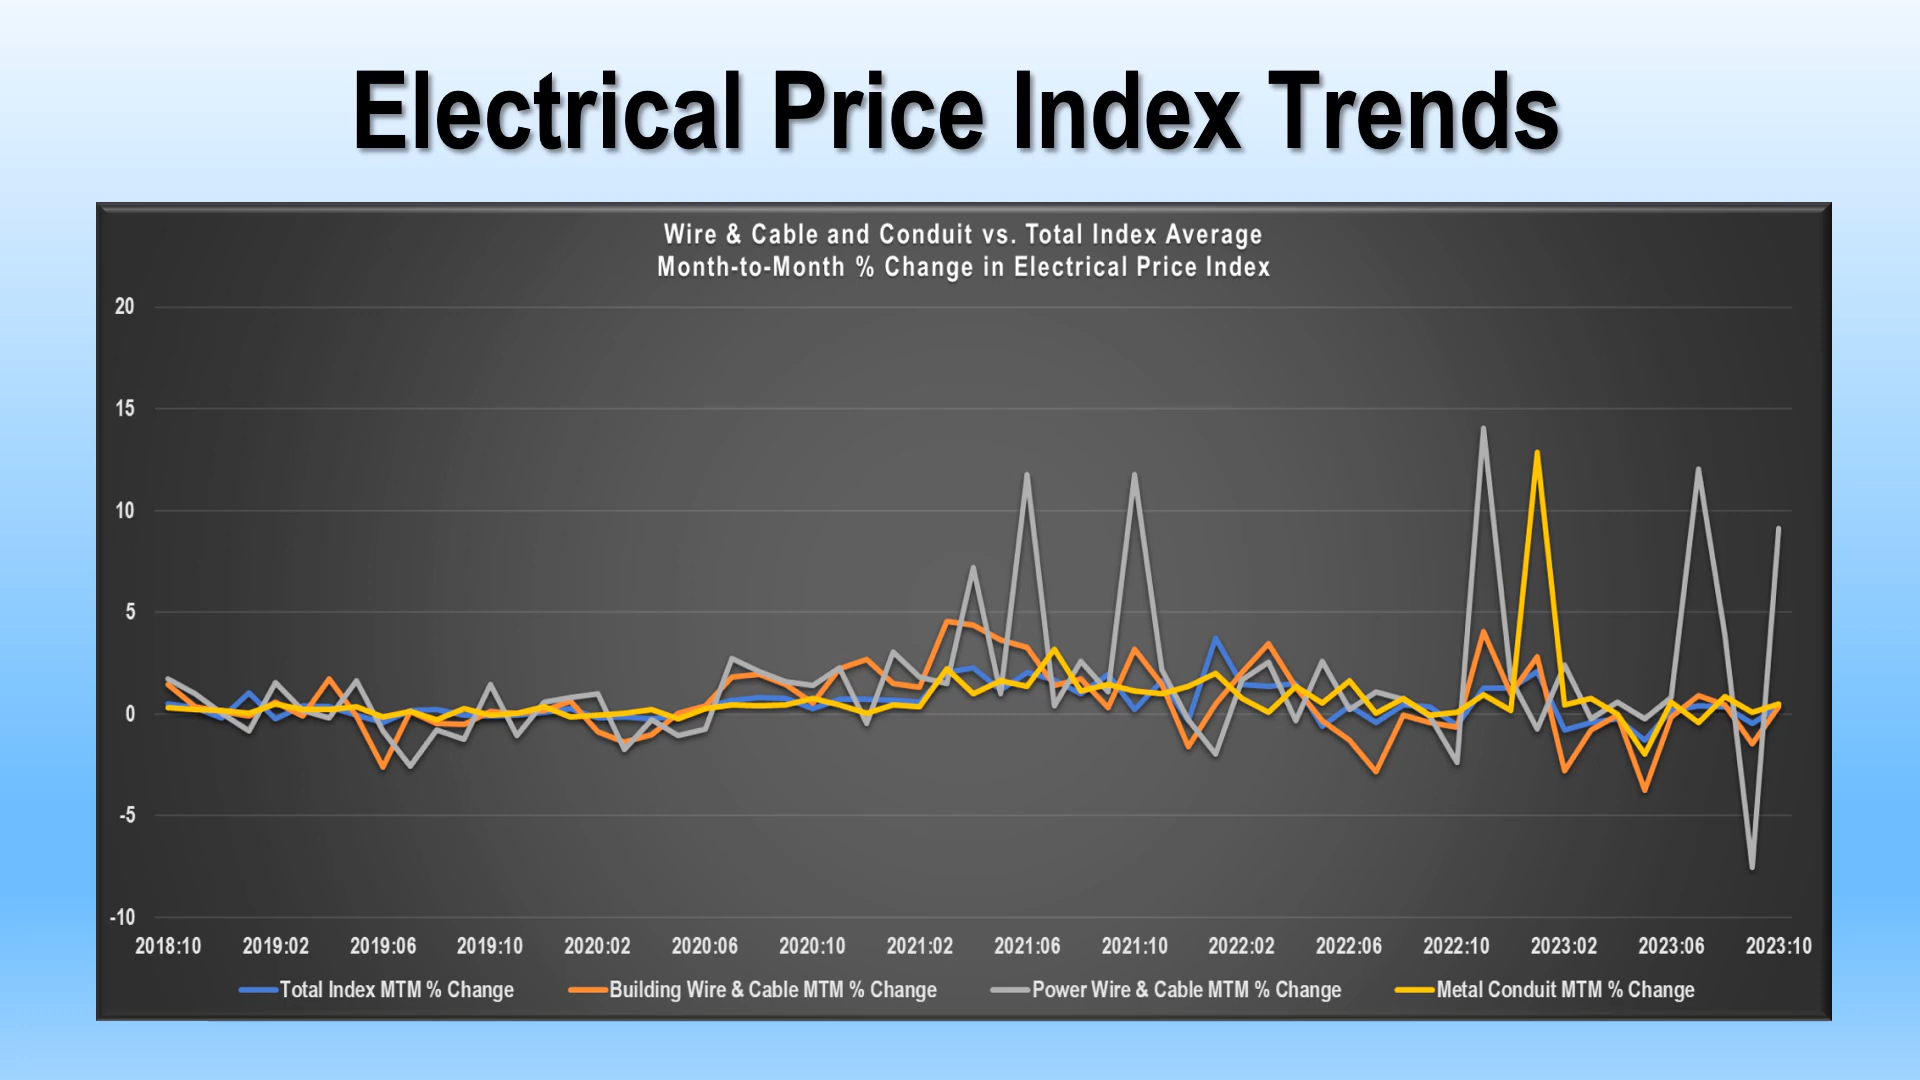 Electrical Price Index Trends
Wire & Cable and Conduit vs. Total Index Average
Month-to-Month % Change in Electrical Price Index
20
15
10
5
0
-5
-10
2018:10 2019:02 2019:06 2019:10 2020:02 2020:06 2020:10 2021:02 2021:06 2021:10 2022:02 2022:06 2022:10 2023:02 2023:06 2023:10
Total Index MTM % Change Building Wire & Cable MTM % Change Power Wire & Cable MTM % Change Metal Conduit MTM % Change